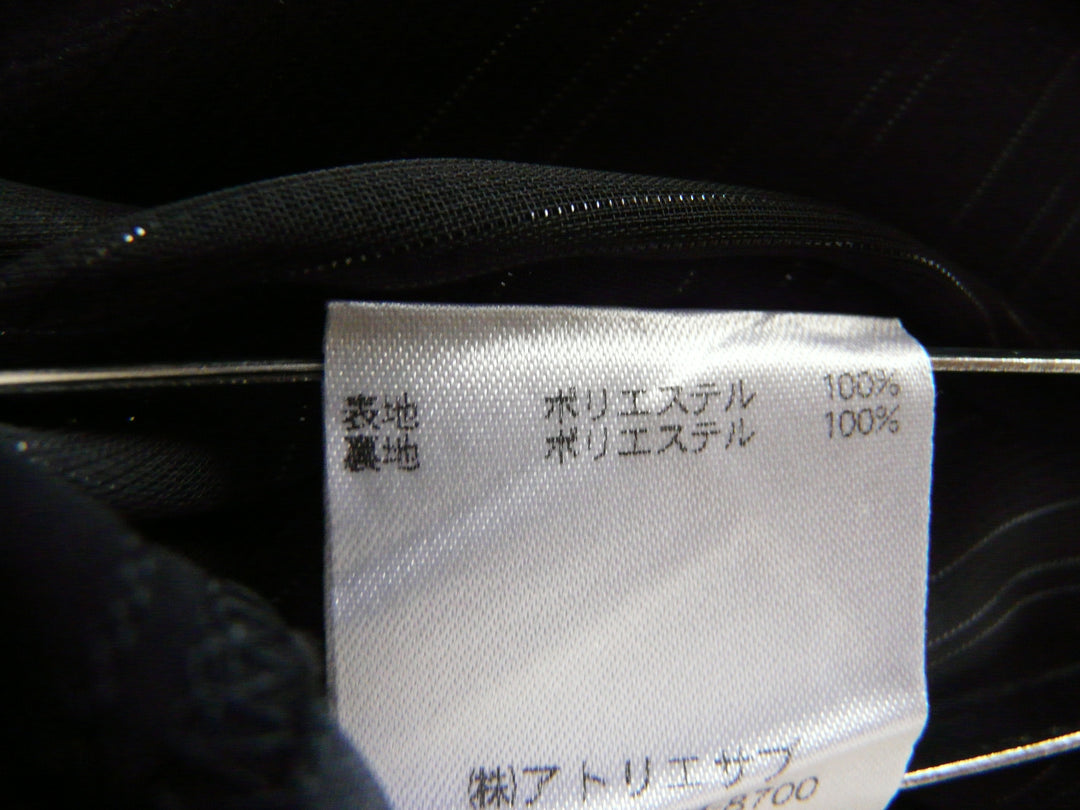 表地 ポリエステル 100%
裏地 ポリエステル 100%
(株)アトリエサブ
-8700